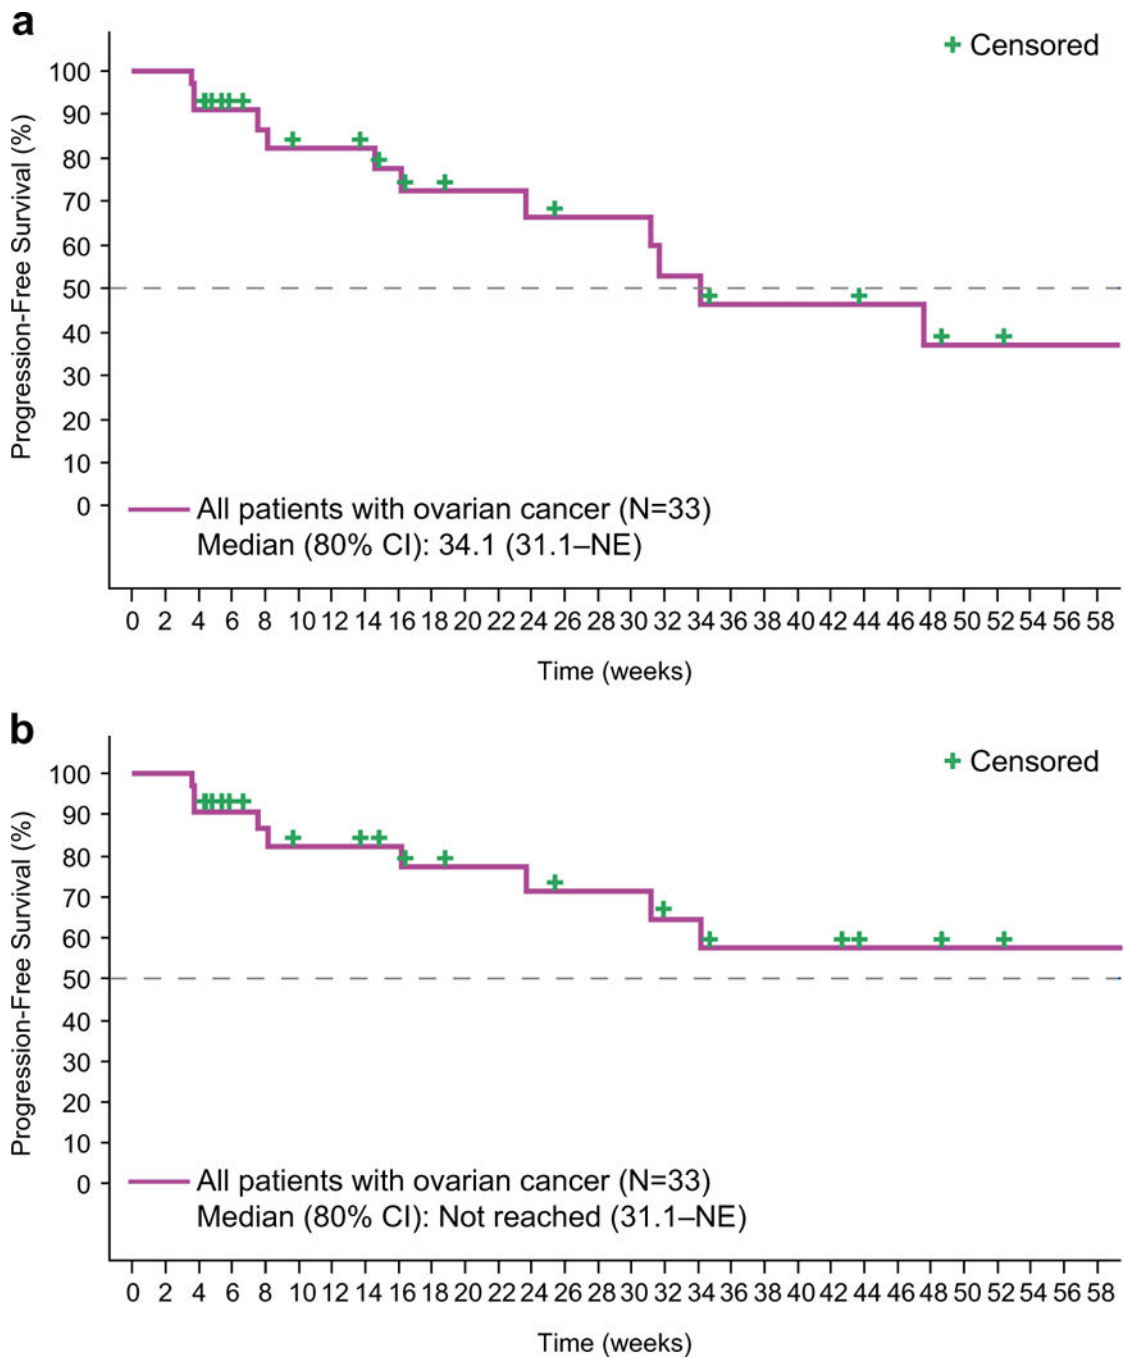 a
+ Censored
Progression-Free Survival (%)
100
90
80
70
60
50
40
30
20
10
0
All patients with ovarian cancer (N=33)
Median (80% CI): 34.1 (31.1–NE)
0 2 4 6 8 10 12 14 16 18 20 22 24 26 28 30 32 34 36 38 40 42 44 46 48 50 52 54 56 58
Time (weeks)
b
+ Censored
Progression-Free Survival (%)
100
90
80
70
60
50
40
30
20
10
0
All patients with ovarian cancer (N=33)
Median (80% CI): Not reached (31.1–NE)
0 2 4 6 8 10 12 14 16 18 20 22 24 26 28 30 32 34 36 38 40 42 44 46 48 50 52 54 56 58
Time (weeks)